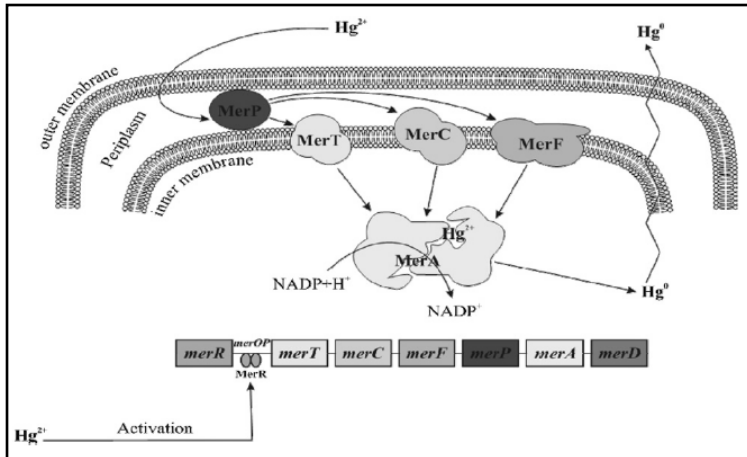 Hg²⁺
Hg⁰
outer membrane
Periplasm
inner membrane
MerP
MerT
MerC
MerF
Hg²⁺
MerA
NADP+H⁺
NADP⁺
Hg⁰
merR merOP merT merC merF merP merA merD
MerR
Activation
Hg²⁺